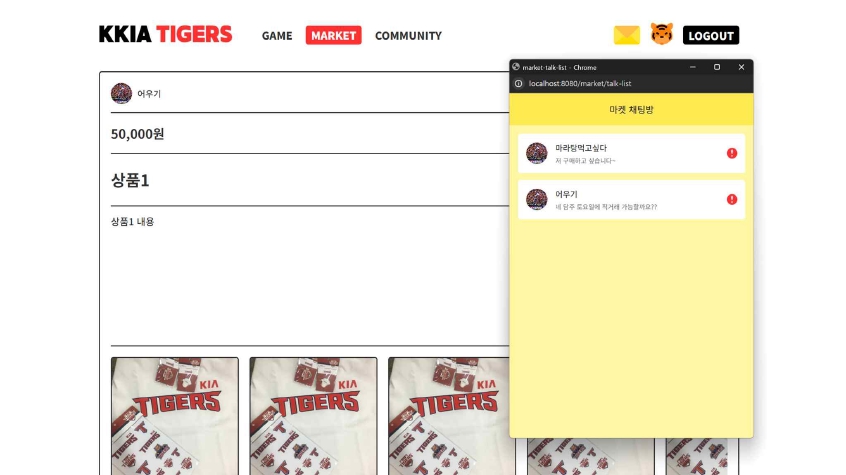 KKIA TIGERS
GAME
MARKET
COMMUNITY
LOGOUT
어우기
50,000원
상품1
상품1 내용
market-talk-list - Chrome
localhost:8080/market/talk-list
마켓 채팅방
마라탕먹고싶다
저 구매하고 싶습니다~
어우기
네 담주 토요일에 직거래 가능할까요??
KIA
TIGERS
KIA
TIGERS
KIA
TIGERS